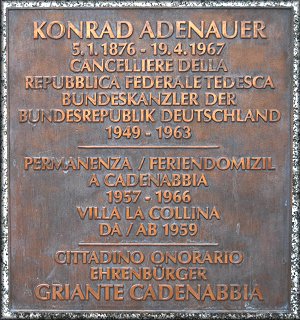 KONRAD ADENAUER
5.1.1876 - 19.4.1967
CANCELLIERE DELLA
REPUBBLICA FEDERALE TEDESCA
BUNDESKANZLER DER
BUNDESREPUBLIK DEUTSCHLAND
1949 - 1963
PERMANENZA / FERIENDOMIZIL
A CADENABBIA
1957 - 1966
VILLA LA COLLINA
DA / AB 1959
CITTADINO ONORARIO
EHRENBÜRGER
GRIANTE CADENABBIA